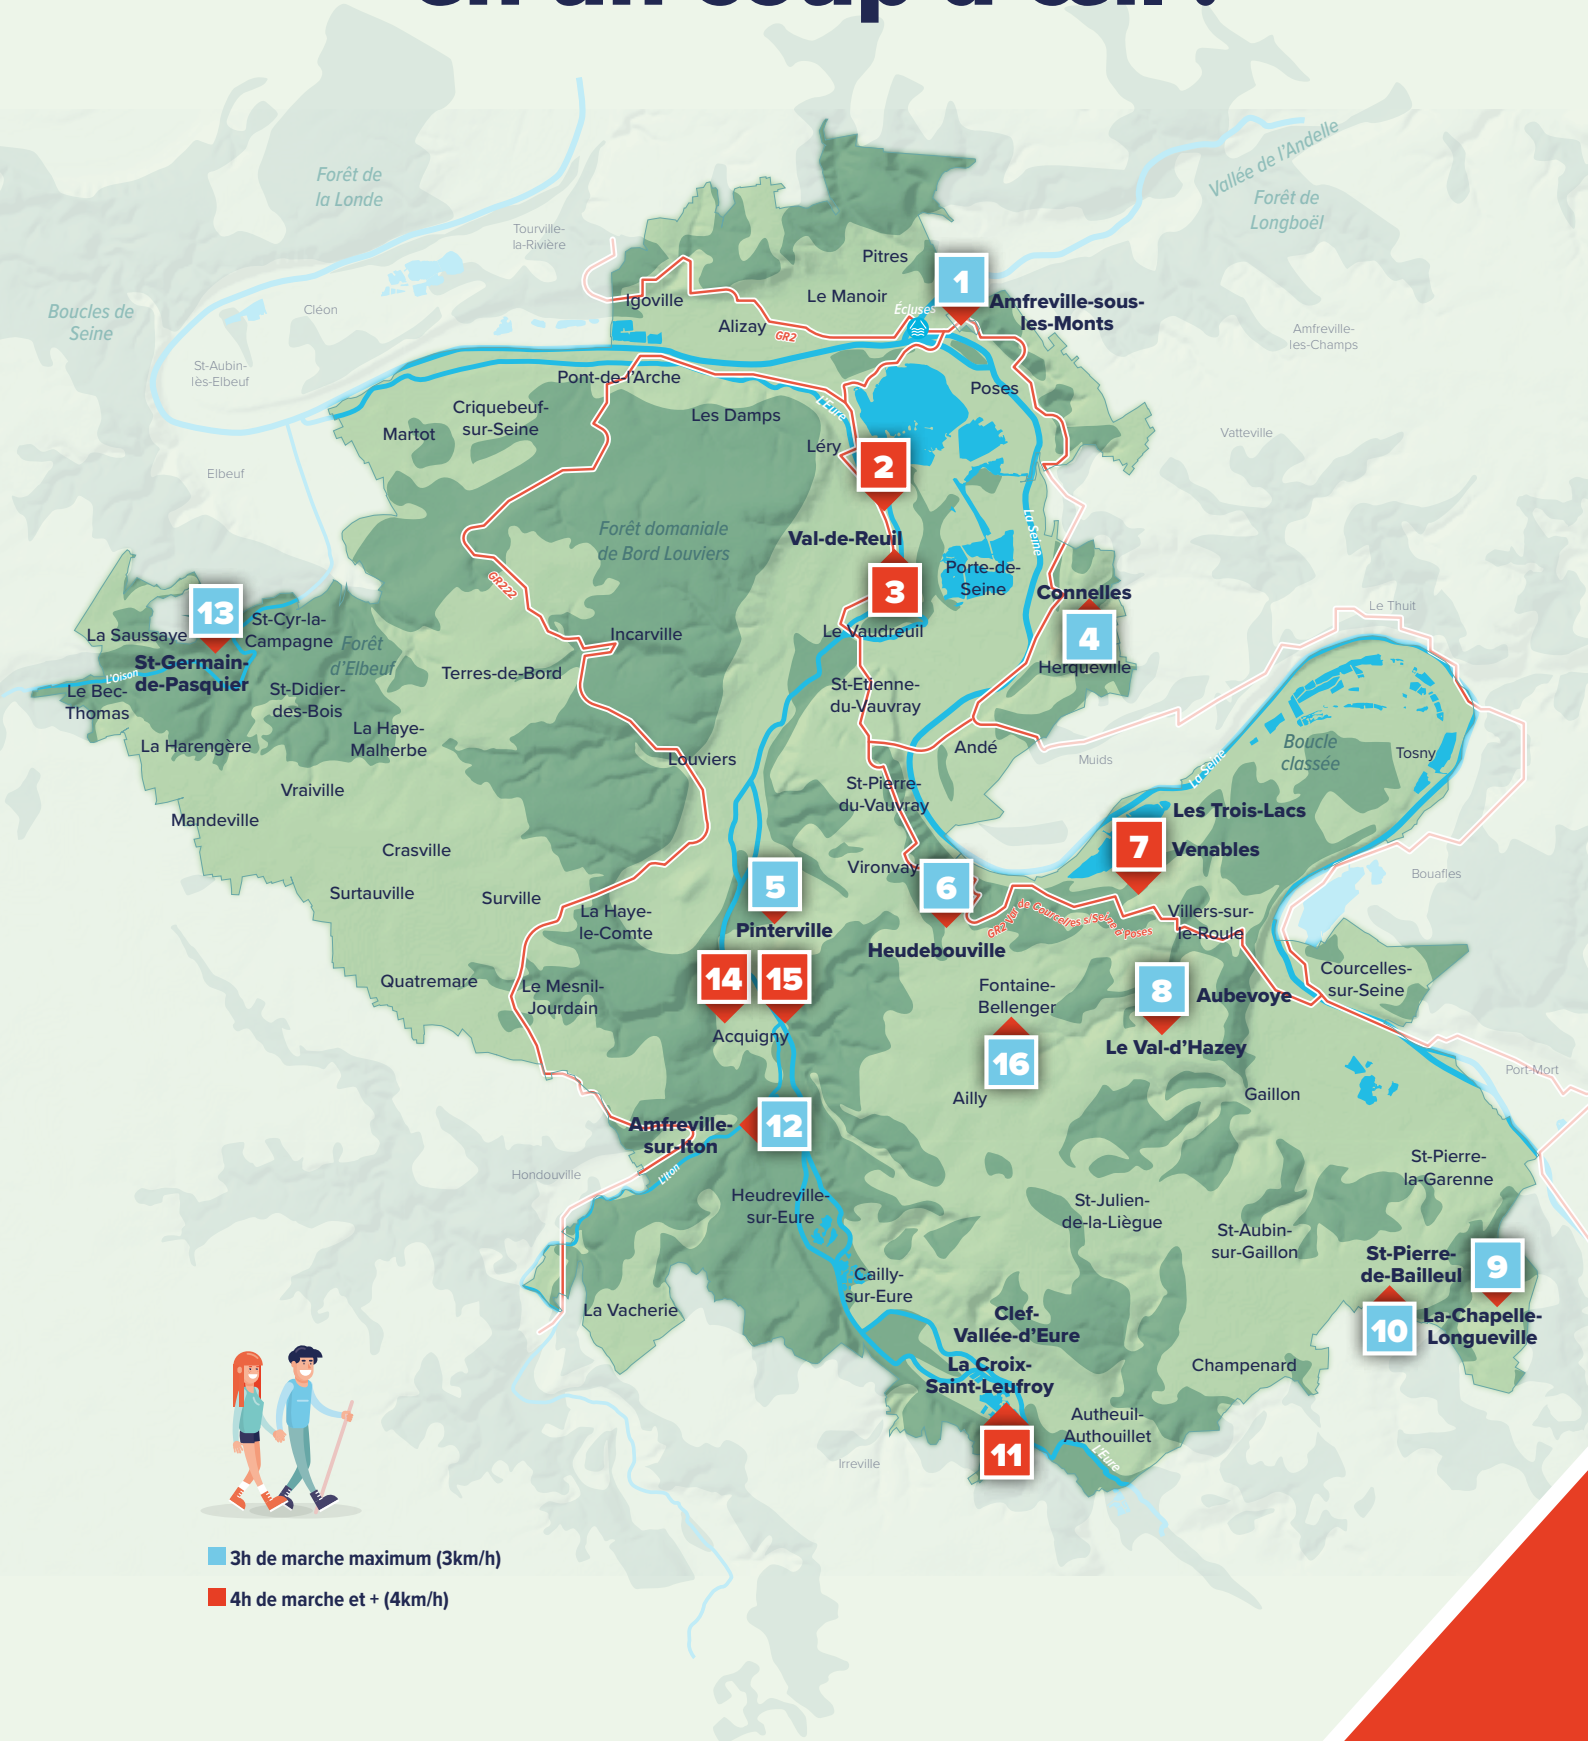 en un coup d'œil !
Forêt de
la Londe
Tourville-
la-Rivière
Vallée de l'Andelle
Forêt de
Longboël
Boucles de
Seine
Cléon
St-Aubin-
lès-Elbeuf
Elbeuf
Pitres
1
Amfreville-sous-
les-Monts
Igoville
Le Manoir
Écluses
Alizay
GR2
Amfreville-
les-Champs
Pont-de-l'Arche
Poses
L'Eure
Criquebeuf-
sur-Seine
Les Damps
Martot
Léry
Vatteville
2
Forêt domaniale
de Bord Louviers
La Seine
Val-de-Reuil
Porte-de-
Seine
3
Connelles
GR222
4
Le Thuit
13
St-Cyr-la-
Campagne
La Saussaye
Forêt
d'Elbeuf
Incarville
Le Vaudreuil
Herqueville
St-Germain-
de-Pasquier
L'Oison
Terres-de-Bord
Le Bec-
Thomas
St-Didier-
des-Bois
St-Etienne-
du-Vauvray
La Haye-
Malherbe
La Harengère
Louviers
Andé
Muids
Boucle
classée
Tosny
La Seine
Vraiville
St-Pierre-
du-Vauvray
Mandeville
Les Trois-Lacs
7
Venables
Crasville
Vironvay
Bouafles
5
6
Surtauville
Surville
La Haye-
le-Comte
Pinterville
Heudebouville
GR2 Val de Courcelles s/Seine à Poses
Villers-sur-
le-Roule
Quatremare
Le Mesnil-
Jourdain
14
15
Fontaine-
Bellenger
8
Aubevoye
Courcelles-
sur-Seine
Acquigny
Le Val-d'Hazey
16
Port-Mort
Ailly
Gaillon
Amfreville-
sur-Iton
12
Hondouville
L'Iton
St-Pierre-
la-Garenne
Heudreville-
sur-Eure
St-Julien-
de-la-Liègue
St-Aubin-
sur-Gaillon
St-Pierre-
de-Bailleul
9
Cailly-
sur-Eure
La Vacherie
Clef-
Vallée-d'Eure
10
La-Chapelle-
Longueville
La Croix-
Saint-Leufroy
Champenard
Autheuil-
Authouillet
11
L'Eure
Irreville
3h de marche maximum (3km/h)
4h de marche et + (4km/h)